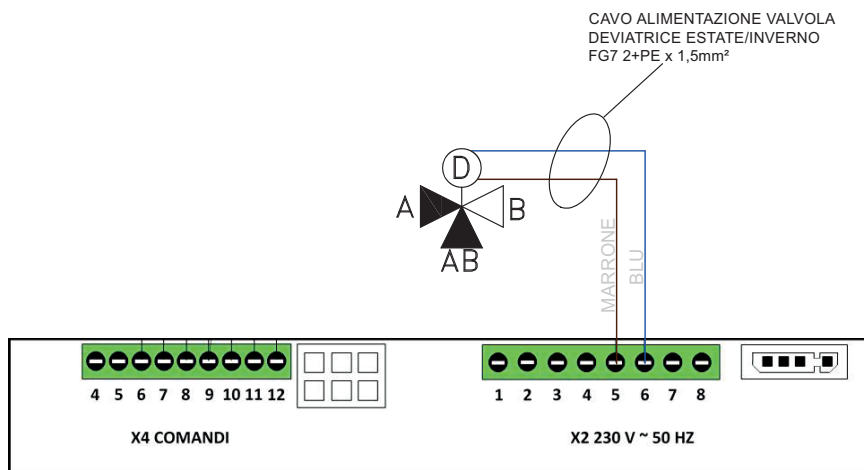 CAVO ALIMENTAZIONE VALVOLA
DEVIATRICE ESTATE/INVERNO
FG7 2+PE x 1,5mm²
D
A
B
AB
MARRONE
BLU
4 5 6 7 8 9 10 11 12
1 2 3 4 5 6 7 8
X4 COMANDI
X2 230 V ~ 50 HZ